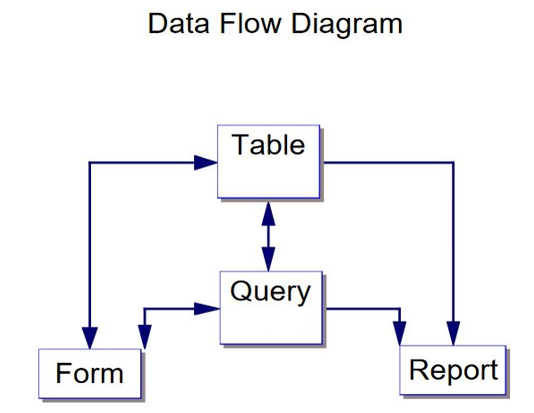 Data Flow Diagram
Table
Query
Form
Report